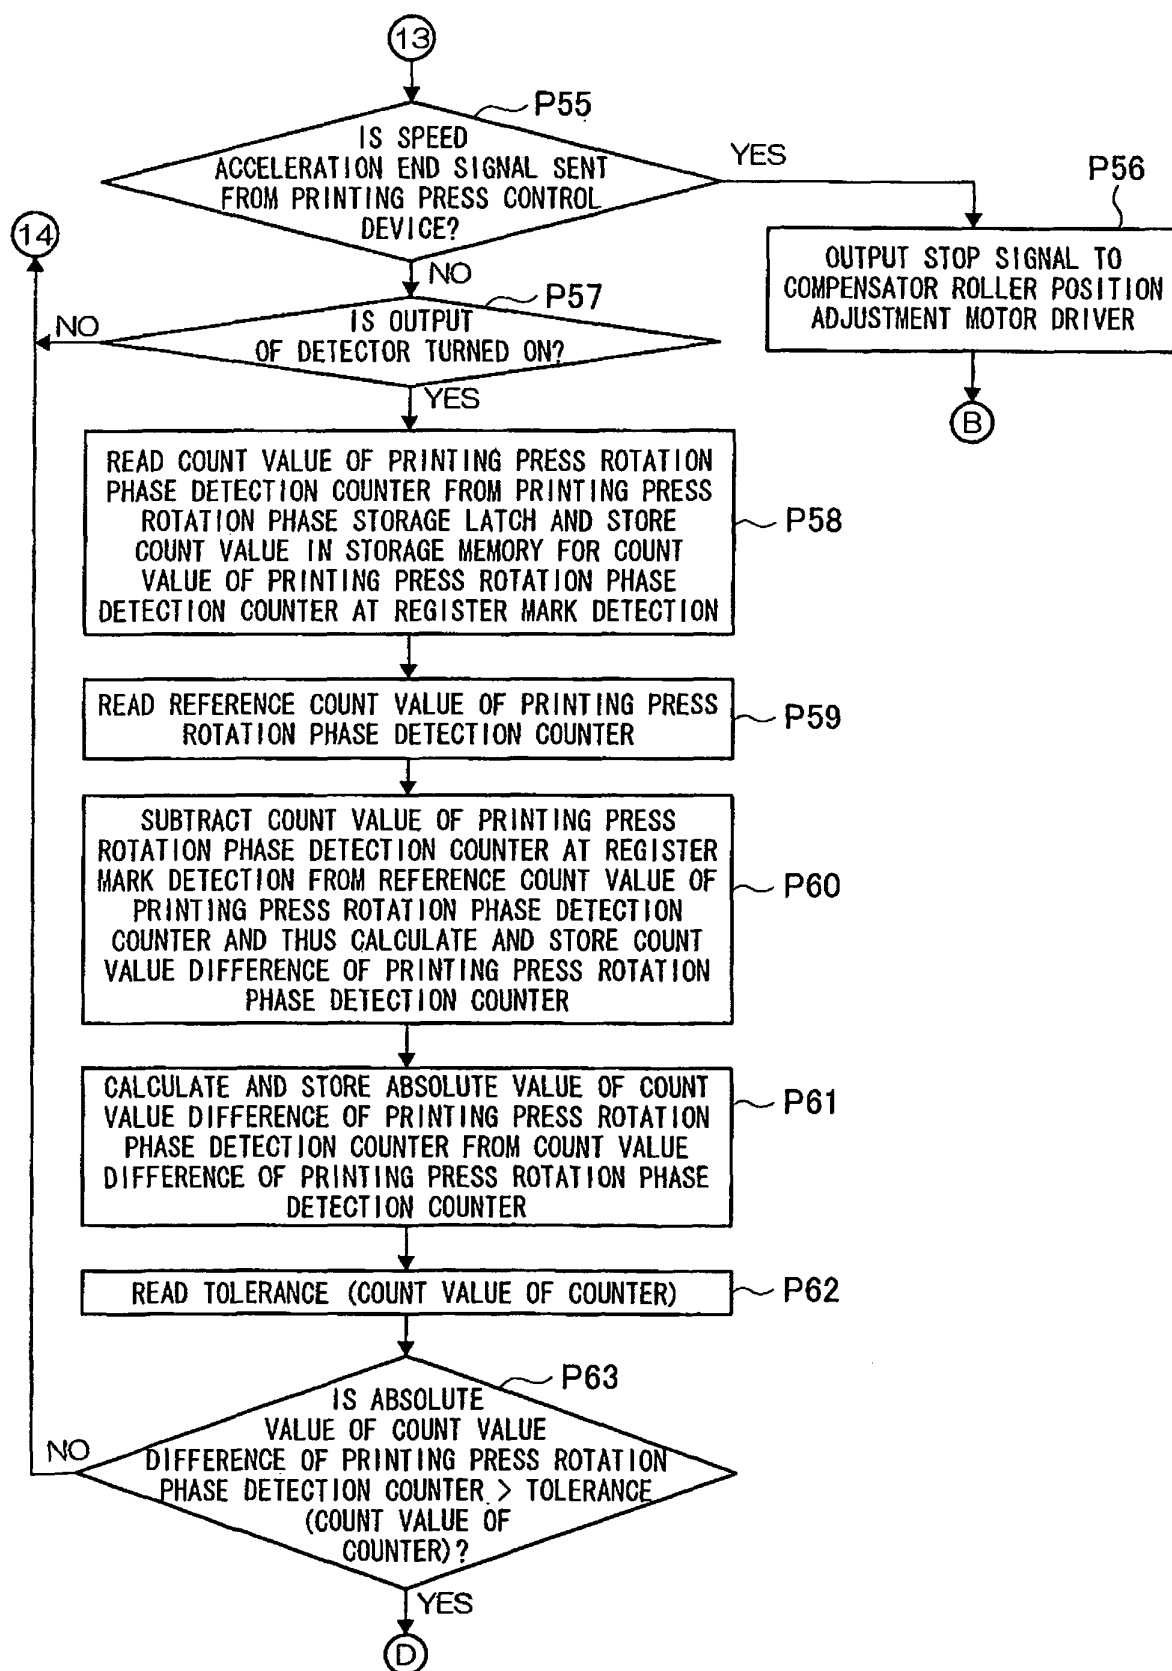 13
P55
IS SPEED
ACCELERATION END SIGNAL SENT
FROM PRINTING PRESS CONTROL
DEVICE?
YES
P56
OUTPUT STOP SIGNAL TO
COMPENSATOR ROLLER POSITION
ADJUSTMENT MOTOR DRIVER
B
14
NO
P57
IS OUTPUT
OF DETECTOR TURNED ON?
NO
YES
READ COUNT VALUE OF PRINTING PRESS ROTATION
PHASE DETECTION COUNTER FROM PRINTING PRESS
ROTATION PHASE STORAGE LATCH AND STORE
COUNT VALUE IN STORAGE MEMORY FOR COUNT
VALUE OF PRINTING PRESS ROTATION PHASE
DETECTION COUNTER AT REGISTER MARK DETECTION
P58
READ REFERENCE COUNT VALUE OF PRINTING PRESS
ROTATION PHASE DETECTION COUNTER
P59
SUBTRACT COUNT VALUE OF PRINTING PRESS
ROTATION PHASE DETECTION COUNTER AT REGISTER
MARK DETECTION FROM REFERENCE COUNT VALUE OF
PRINTING PRESS ROTATION PHASE DETECTION
COUNTER AND THUS CALCULATE AND STORE COUNT
VALUE DIFFERENCE OF PRINTING PRESS ROTATION
PHASE DETECTION COUNTER
P60
CALCULATE AND STORE ABSOLUTE VALUE OF COUNT
VALUE DIFFERENCE OF PRINTING PRESS ROTATION
PHASE DETECTION COUNTER FROM COUNT VALUE
DIFFERENCE OF PRINTING PRESS ROTATION PHASE
DETECTION COUNTER
P61
READ TOLERANCE (COUNT VALUE OF COUNTER)
P62
P63
IS ABSOLUTE
VALUE OF COUNT VALUE
DIFFERENCE OF PRINTING PRESS ROTATION
PHASE DETECTION COUNTER > TOLERANCE
(COUNT VALUE OF
COUNTER)?
NO
YES
D